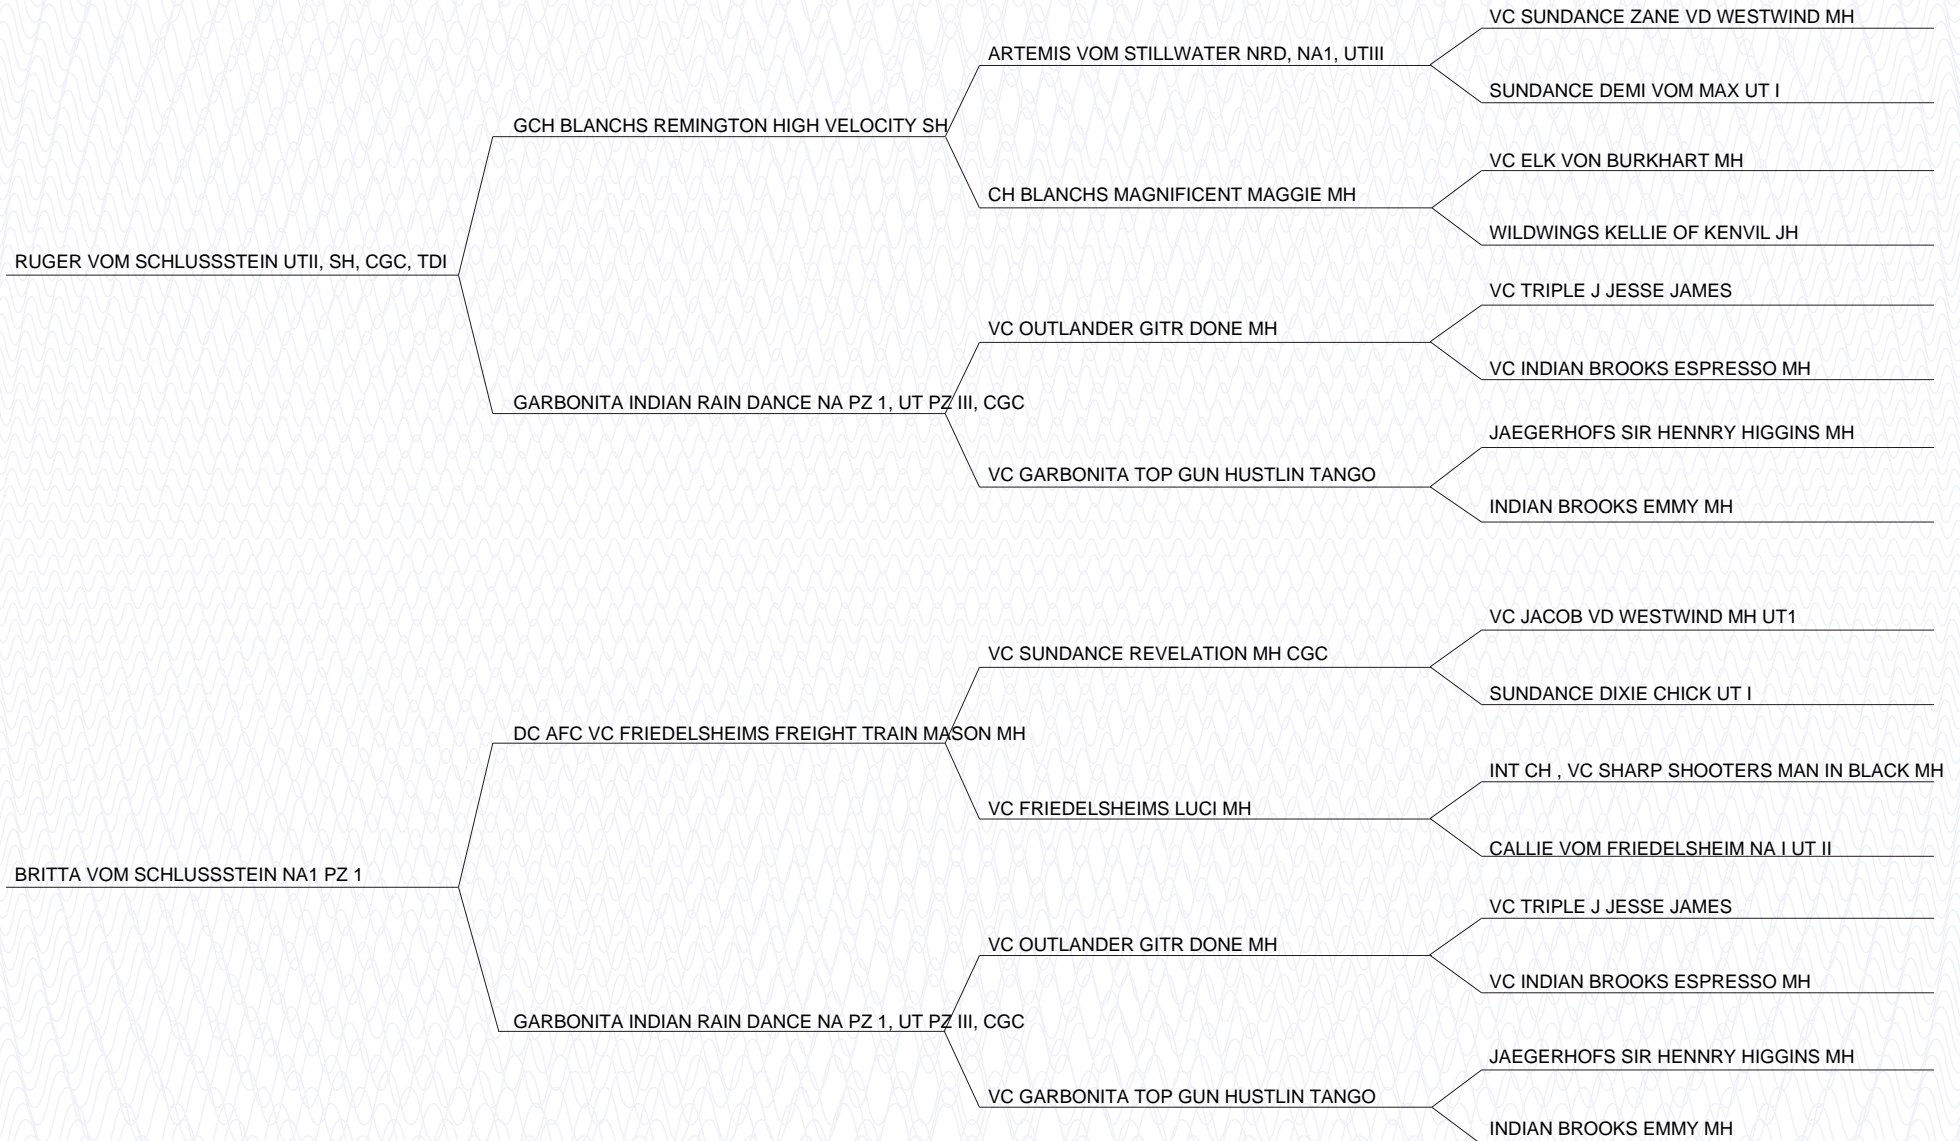 VC SUNDANCE ZANE VD WESTWIND MH
ARTEMIS VOM STILLWATER NRD, NA1, UTIII
SUNDANCE DEMI VOM MAX UT I
GCH BLANCHS REMINGTON HIGH VELOCITY SH
VC ELK VON BURKHART MH
CH BLANCHS MAGNIFICENT MAGGIE MH
WILDWINGS KELLIE OF KENVIL JH
RUGER VOM SCHLUSSSTEIN UTII, SH, CGC, TDI
VC TRIPLE J JESSE JAMES
VC OUTLANDER GITR DONE MH
VC INDIAN BROOKS ESPRESSO MH
GARBONITA INDIAN RAIN DANCE NA PZ 1, UT PZ III, CGC
JAEGERHOFS SIR HENNRY HIGGINS MH
VC GARBONITA TOP GUN HUSTLIN TANGO
INDIAN BROOKS EMMY MH
VC JACOB VD WESTWIND MH UT1
VC SUNDANCE REVELATION MH CGC
SUNDANCE DIXIE CHICK UT I
DC AFC VC FRIEDELSHEIMS FREIGHT TRAIN MASON MH
INT CH , VC SHARP SHOOTERS MAN IN BLACK MH
VC FRIEDELSHEIMS LUCI MH
CALLIE VOM FRIEDELSHEIM NA I UT II
BRITTA VOM SCHLUSSSTEIN NA1 PZ 1
VC TRIPLE J JESSE JAMES
VC OUTLANDER GITR DONE MH
VC INDIAN BROOKS ESPRESSO MH
GARBONITA INDIAN RAIN DANCE NA PZ 1, UT PZ III, CGC
JAEGERHOFS SIR HENNRY HIGGINS MH
VC GARBONITA TOP GUN HUSTLIN TANGO
INDIAN BROOKS EMMY MH